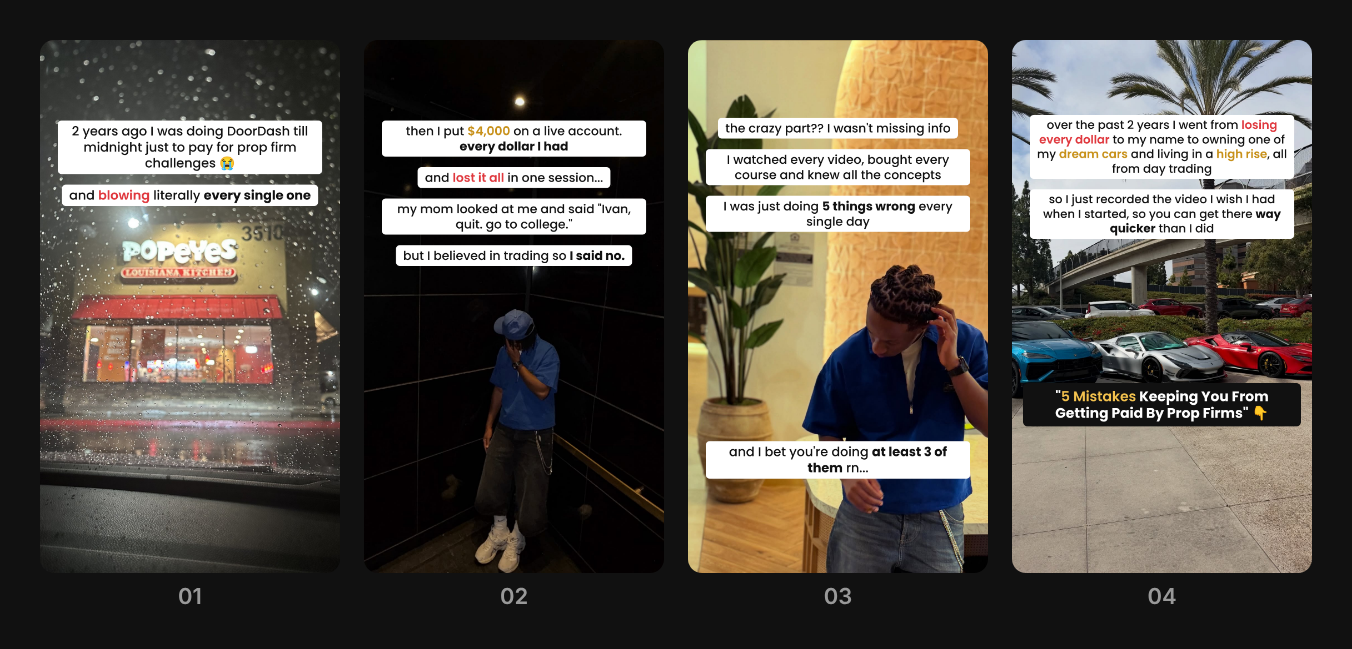 2 years ago I was doing DoorDash till
midnight just to pay for prop firm
challenges 😭
and blowing literally every single one
3510
POPEYES
LOUISIANA KITCHEN
01
then I put $4,000 on a live account.
every dollar I had
and lost it all in one session...
my mom looked at me and said "Ivan,
quit. go to college."
but I believed in trading so I said no.
02
the crazy part?? I wasn't missing info
I watched every video, bought every
course and knew all the concepts
I was just doing 5 things wrong every
single day
and I bet you're doing at least 3 of
them rn...
03
over the past 2 years I went from losing
every dollar to my name to owning one of
my dream cars and living in a high rise, all
from day trading
so I just recorded the video I wish I had
when I started, so you can get there way
quicker than I did
"5 Mistakes Keeping You From
Getting Paid By Prop Firms" 👇
04